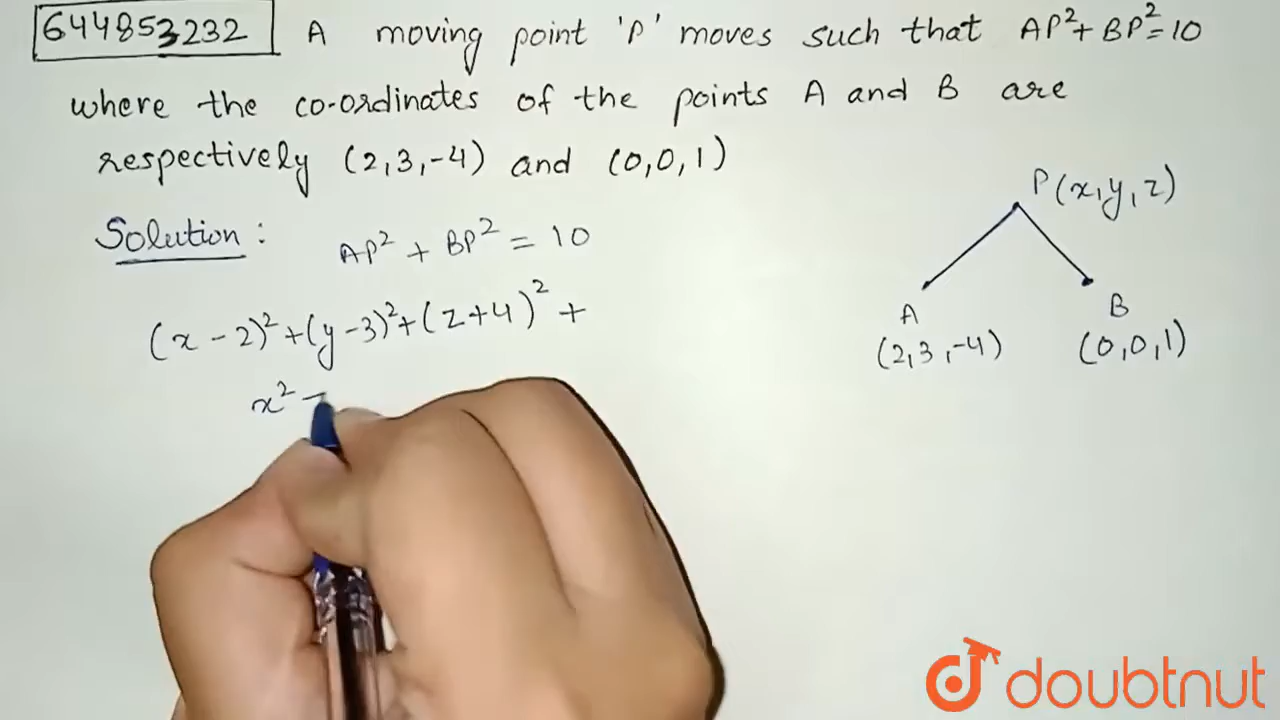 644853232 A moving point 'P' moves such that AP²+BP²=10
where the co-ordinates of the points A and B are
respectively (2,3,-4) and (0,0,1)
P(x,y,z)
Solution: AP² + BP² = 10
(x-2)²+(y-3)²+(z+4)²+
A
B
(2,3,-4)
(0,0,1)
x² -
doubtnut